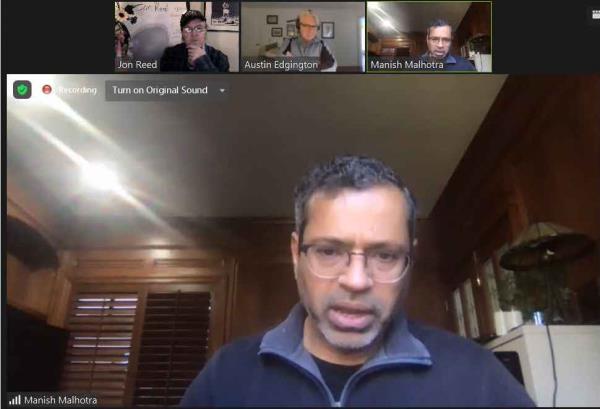 Jon Reed
Austin Edgington
Manish Malhotra
Recording
Turn on Original Sound
Manish Malhotra